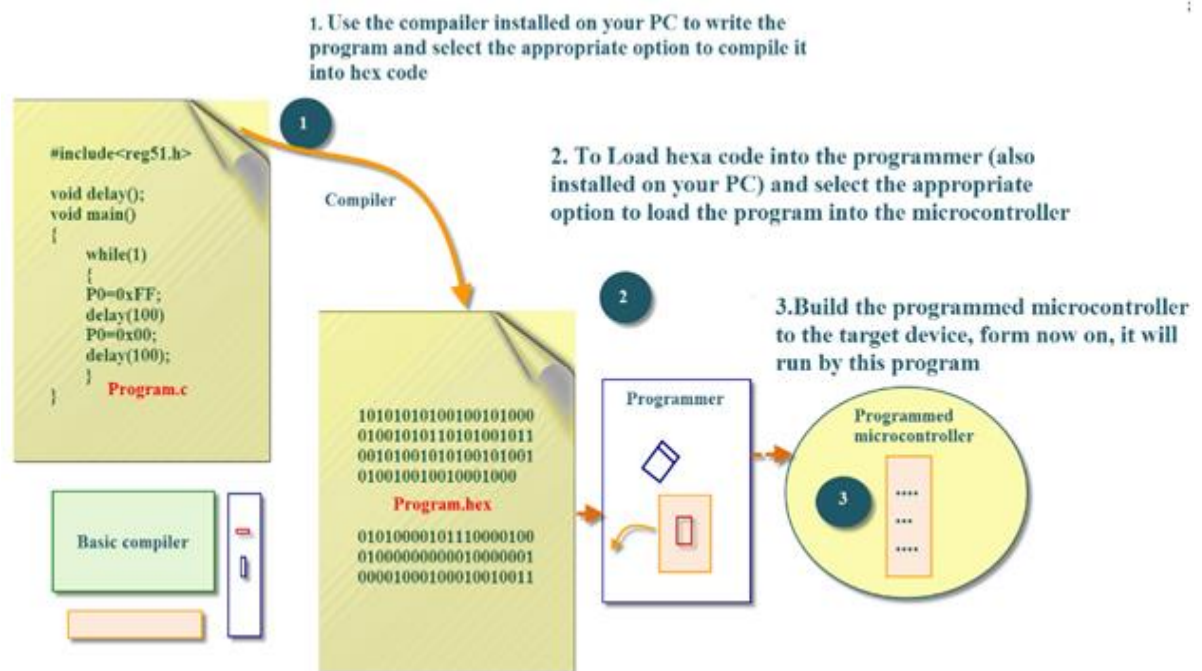 1. Use the compailer installed on your PC to write the
program and select the appropriate option to compile it
into hex code
1
#include<reg51.h>
void delay();
void main()
{
while(1)
{
P0=0xFF;
delay(100)
P0=0x00;
delay(100);
}
Program.c
}
Compiler
2. To Load hexa code into the programmer (also
installed on your PC) and select the appropriate
option to load the program into the microcontroller
2
3.Build the programmed microcontroller
to the target device, form now on, it will
run by this program
10101010100100101000
01001010110101001011
00101001010100101001
010010010010001000
Program.hex
01010000101110000100
01000000000010000001
00001000100010010011
Programmer
Programmed
microcontroller
3
Basic compiler